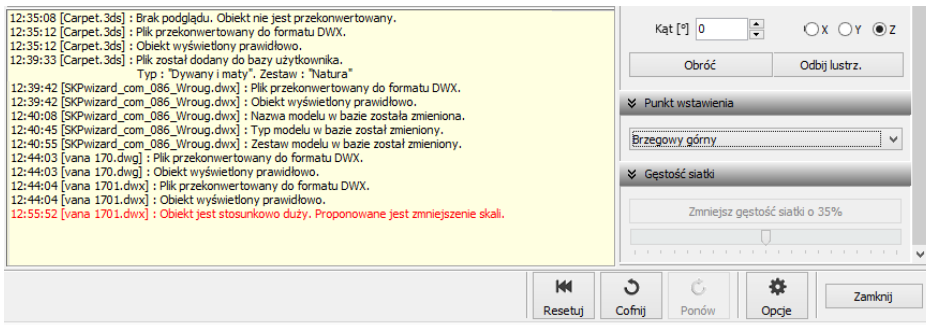 12:35:08 [Carpet.3ds] : Brak podglądu. Obiekt nie jest przekonwertowany.
12:35:12 [Carpet.3ds] : Plik przekonwertowany do formatu DWX.
12:35:12 [Carpet.3ds] : Obiekt wyświetlony prawidłowo.
12:39:33 [Carpet.3ds] : Plik został dodany do bazy użytkownika.
Typ : "Dywany i maty". Zestaw : "Natura"
12:39:42 [SKPwizard_com_086_Wroug.dwx] : Plik przekonwertowany do formatu DWX.
12:39:42 [SKPwizard_com_086_Wroug.dwx] : Obiekt wyświetlony prawidłowo.
12:40:08 [SKPwizard_com_086_Wroug.dwx] : Nazwa modelu w bazie została zmieniona.
12:40:45 [SKPwizard_com_086_Wroug.dwx] : Typ modelu w bazie został zmieniony.
12:40:55 [SKPwizard_com_086_Wroug.dwx] : Zestaw modelu w bazie został zmieniony.
12:44:03 [vana 170.dwg] : Plik przekonwertowany do formatu DWX.
12:44:03 [vana 170.dwg] : Obiekt wyświetlony prawidłowo.
12:44:04 [vana 1701.dwx] : Plik przekonwertowany do formatu DWX.
12:44:04 [vana 1701.dwx] : Obiekt wyświetlony prawidłowo.
12:55:52 [vana 1701.dwx] : Obiekt jest stosunkowo duży. Proponowane jest zmniejszenie skali.
Kąt [°] 0 X Y Z
Obróć Odbij lustrz.
Punkt wstawienia
Brzegowy górny
Gęstość siatki
Zmniejsz gęstość siatki o 35%
Resetuj Cofnij Ponów Opcje Zamknij